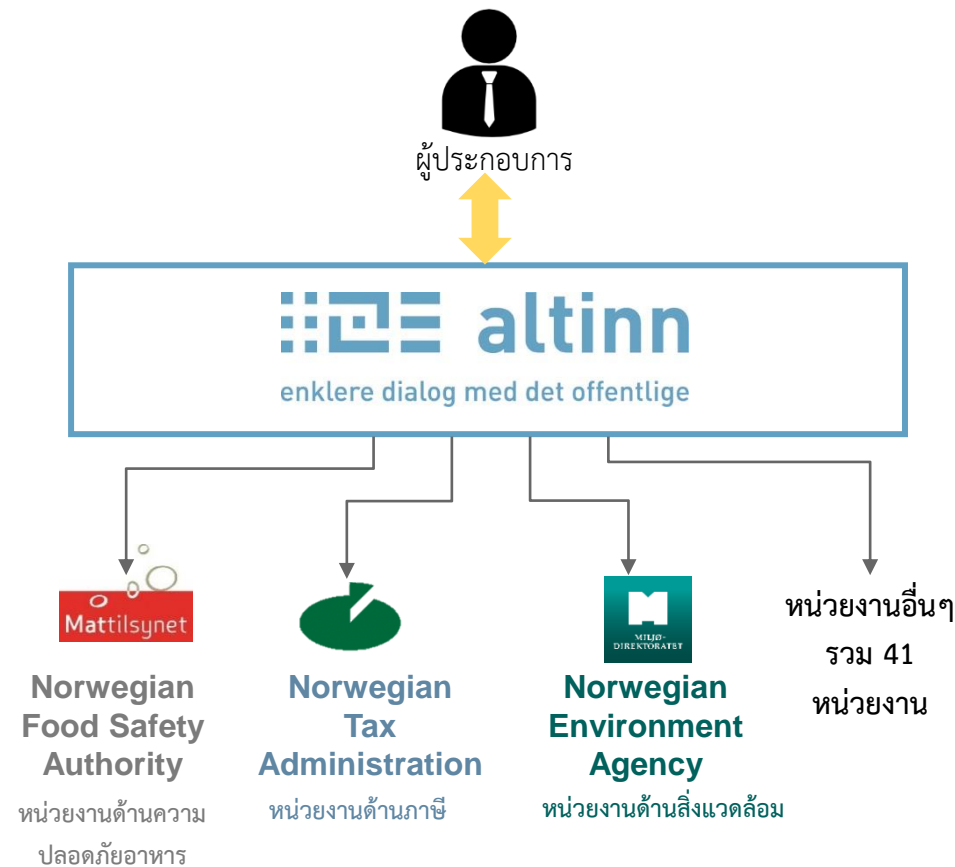 ผู้ประกอบการ
altinn
enklere dialog med det offentlige
Mattilsynet
Norwegian
Food Safety
Authority
หน่วยงานด้านความ
ปลอดภัยอาหาร
Norwegian
Tax
Administration
หน่วยงานด้านภาษี
MILJØ-
DIREKTORATET
Norwegian
Environment
Agency
หน่วยงานด้านสิ่งแวดล้อม
หน่วยงานอื่นๆ
รวม 41
หน่วยงาน